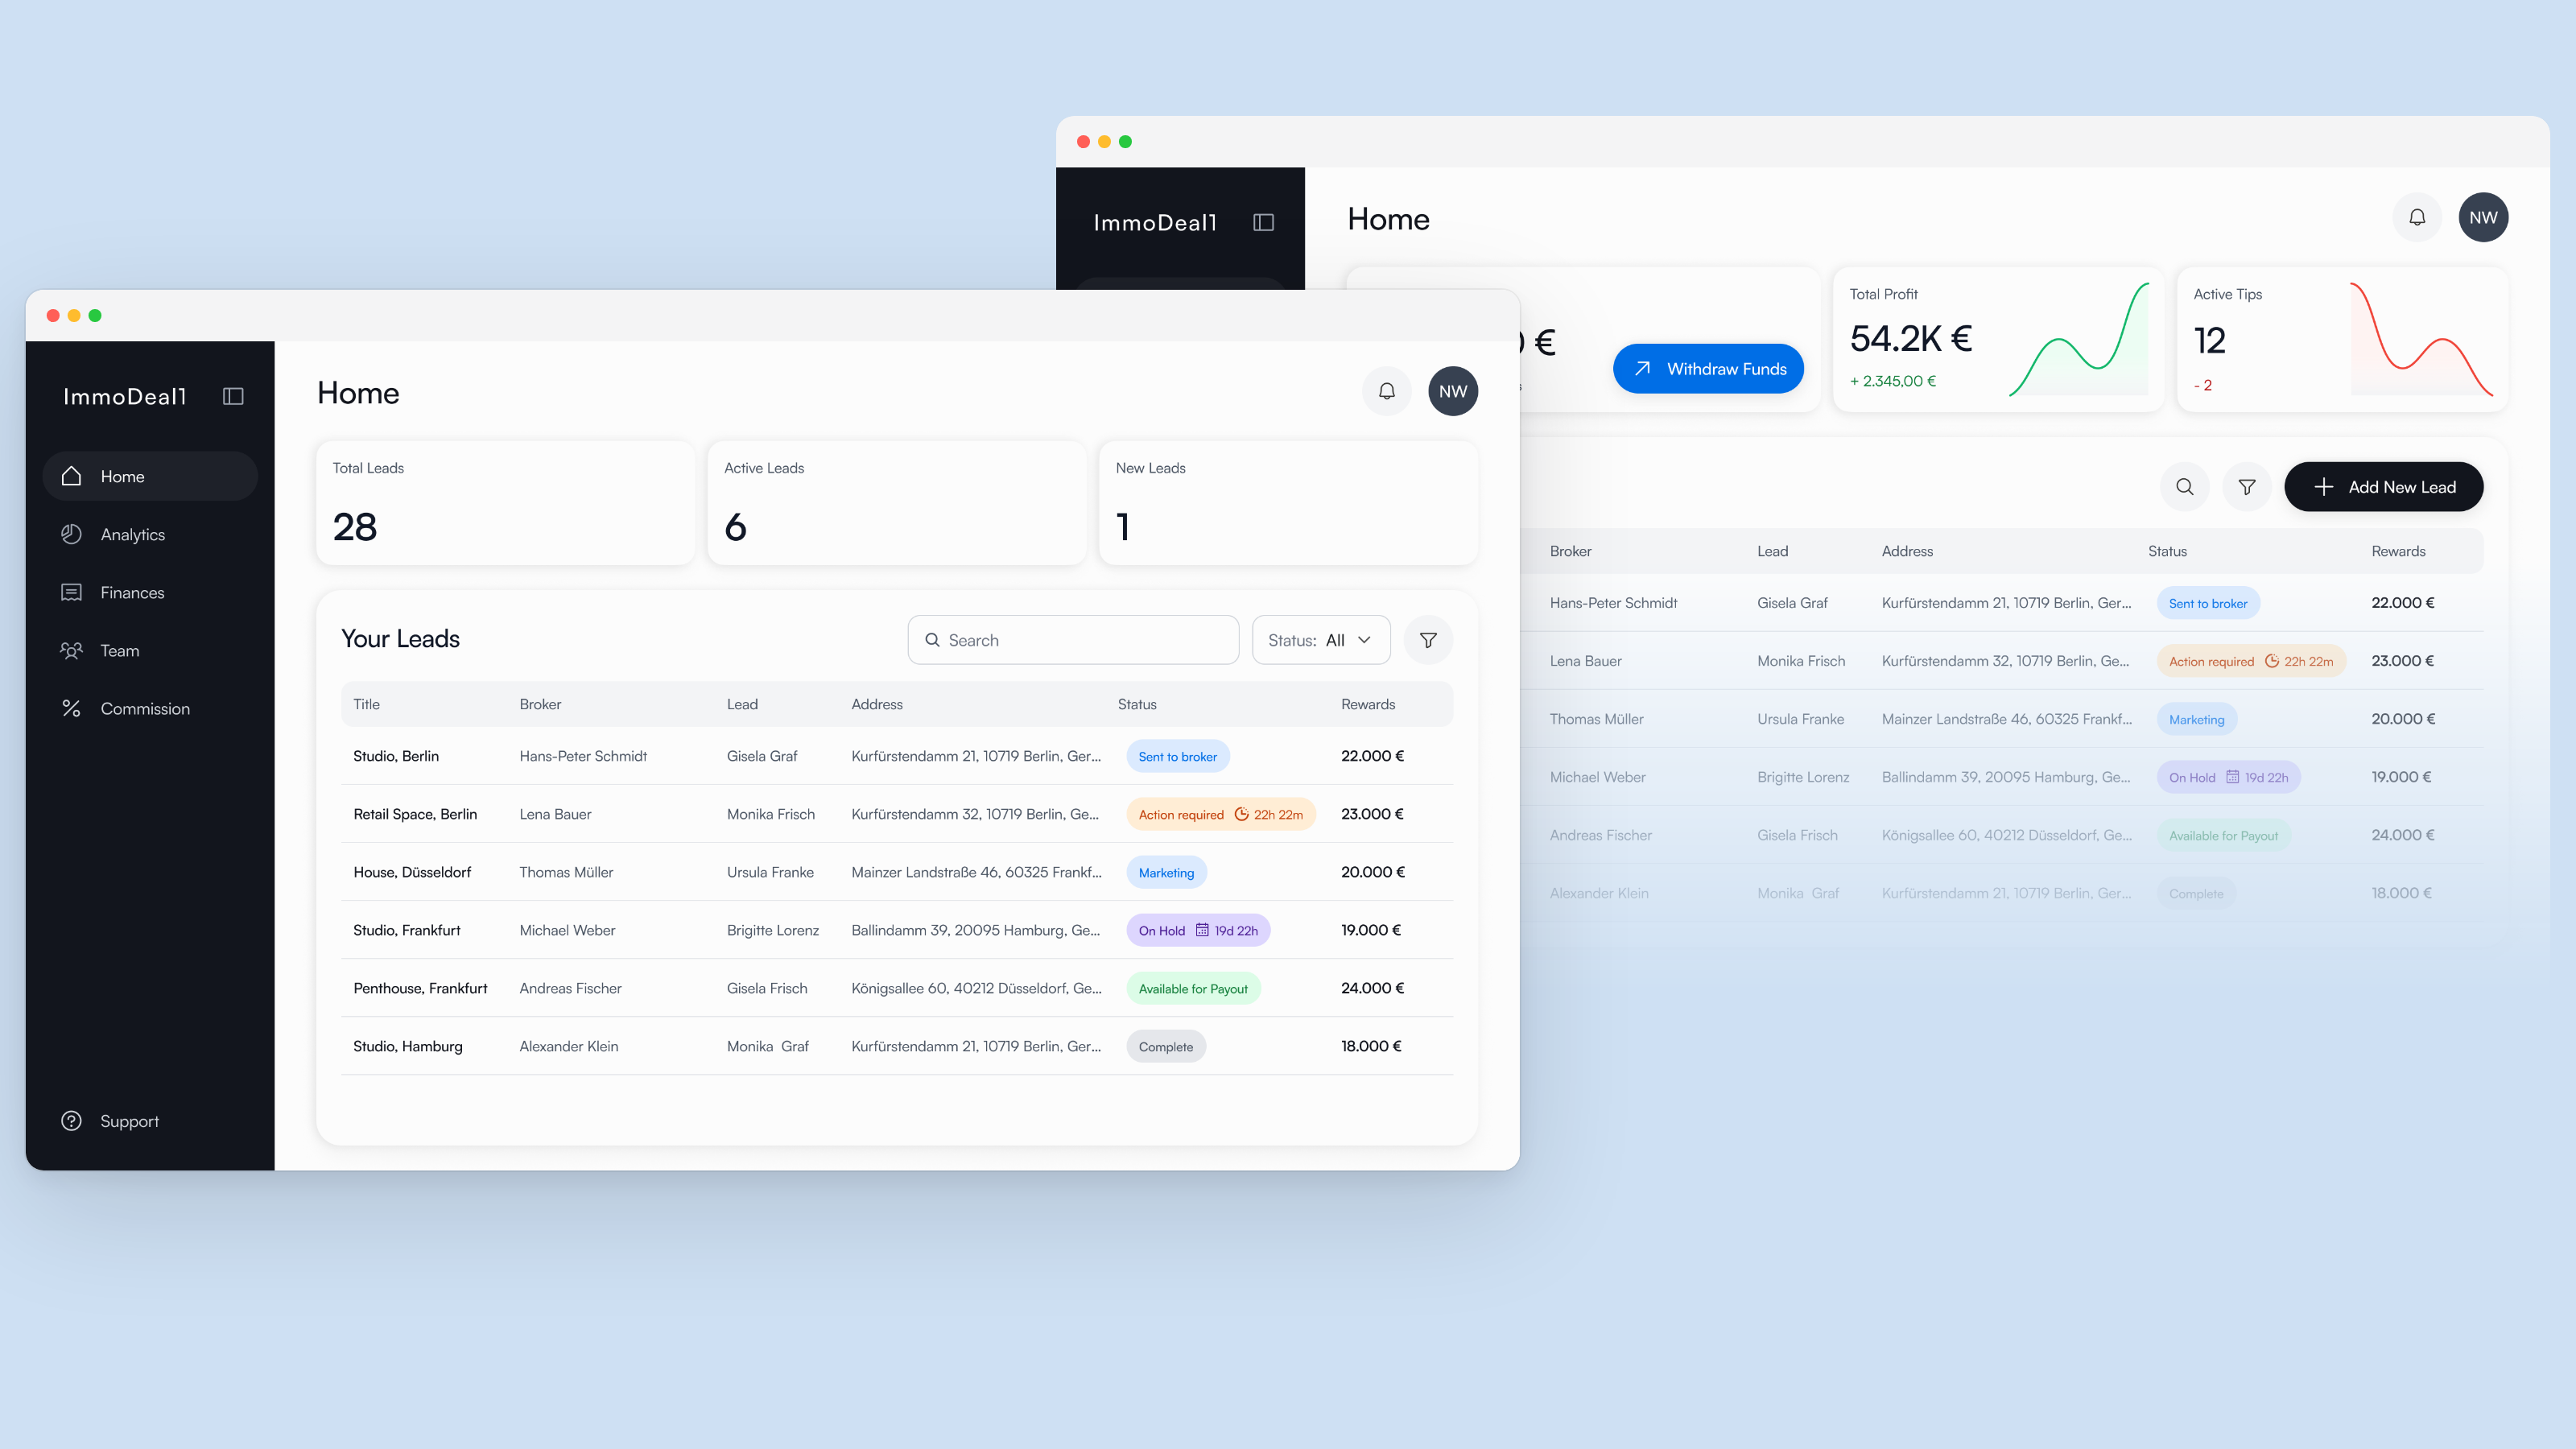 ImmoDeal1
Home
NW
Total Profit
54.2K €
+ 2.345,00 €
Active Tips
12
- 2
€
Withdraw Funds
Add New Lead
Broker Lead Address Status Rewards
Hans-Peter Schmidt Gisela Graf Kurfürstendamm 21, 10719 Berlin, Ger... Sent to broker 22.000 €
Lena Bauer Monika Frisch Kurfürstendamm 32, 10719 Berlin, Ge... Action required 22h 22m 23.000 €
Thomas Müller Ursula Franke Mainzer Landstraße 46, 60325 Frankf... Marketing 20.000 €
Michael Weber Brigitte Lorenz Ballindamm 39, 20095 Hamburg, Ge... On Hold 19d 22h 19.000 €
Andreas Fischer Gisela Frisch Königsallee 60, 40212 Düsseldorf, Ge... Available for Payout 24.000 €
Alexander Klein Monika Graf Kurfürstendamm 21, 10719 Berlin, Ger... Complete 18.000 €
ImmoDeal1
Home
Analytics
Finances
Team
Commission
Support
Home
NW
Total Leads
28
Active Leads
6
New Leads
1
Your Leads
Search
Status: All
Title Broker Lead Address Status Rewards
Studio, Berlin Hans-Peter Schmidt Gisela Graf Kurfürstendamm 21, 10719 Berlin, Ger... Sent to broker 22.000 €
Retail Space, Berlin Lena Bauer Monika Frisch Kurfürstendamm 32, 10719 Berlin, Ge... Action required 22h 22m 23.000 €
House, Düsseldorf Thomas Müller Ursula Franke Mainzer Landstraße 46, 60325 Frankf... Marketing 20.000 €
Studio, Frankfurt Michael Weber Brigitte Lorenz Ballindamm 39, 20095 Hamburg, Ge... On Hold 19d 22h 19.000 €
Penthouse, Frankfurt Andreas Fischer Gisela Frisch Königsallee 60, 40212 Düsseldorf, Ge... Available for Payout 24.000 €
Studio, Hamburg Alexander Klein Monika Graf Kurfürstendamm 21, 10719 Berlin, Ger... Complete 18.000 €